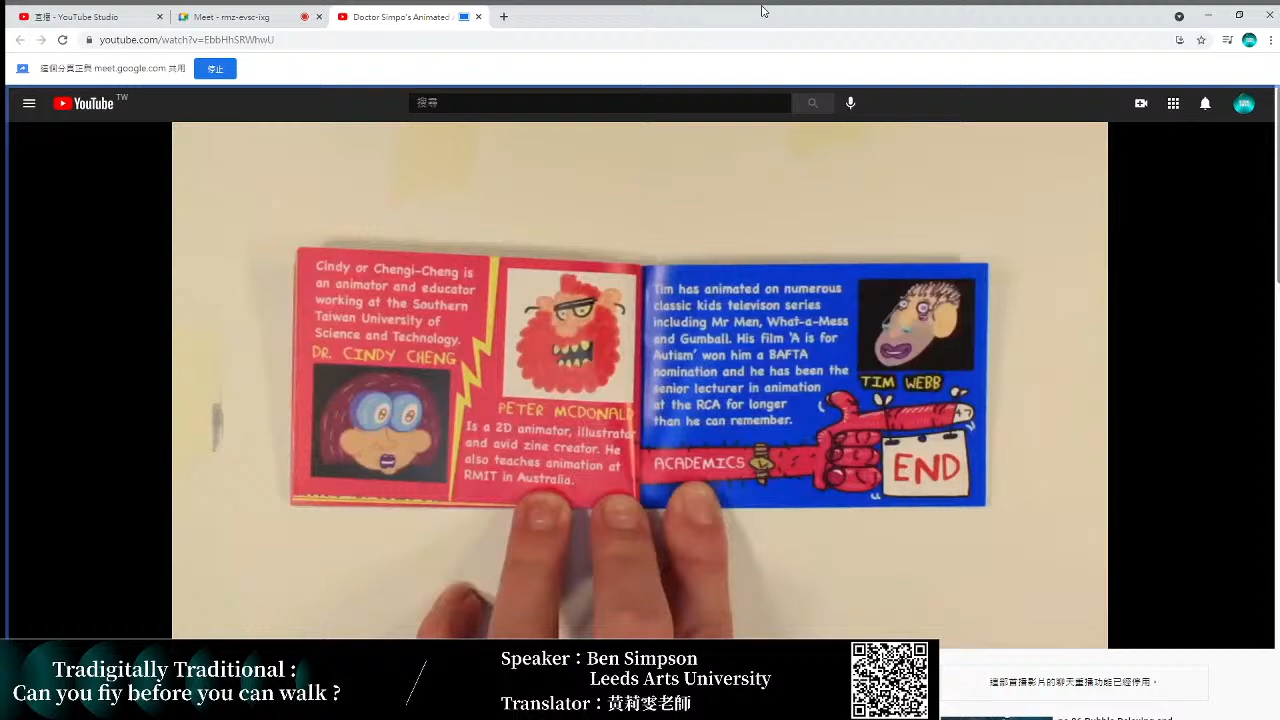 直播 - YouTube Studio
Meet - rmz-evsc-ixg
Doctor Simpo's Animated
youtube.com/watch?v=EbbHhSRWhwU
這個分頁正與 meet.google.com 共用
停止
YouTube TW
搜尋
Cindy or Chengi-Cheng is
an animator and educator
working at the Southern
Taiwan University of
Science and Technology.
DR. CINDY CHENG
PETER MCDONALD
Is a 2D animator, illustrator
and avid zine creator. He
also teaches animation at
RMIT in Australia.
Tim has animated on numerous
classic kids televison series
including Mr Men, What-a-Mess
and Gumball. His film 'A is for
Autism' won him a BAFTA
nomination and he has been the
senior lecturer in animation
at the RCA for longer
than he can remember.
TIM WEBB
ACADEMICS
47
END
Tradigitally Traditional :
Can you fiy before you can walk ?
Speaker：Ben Simpson
Leeds Arts University
Translator：黃莉雯老師
這部首播影片的聊天重播功能已經停用。